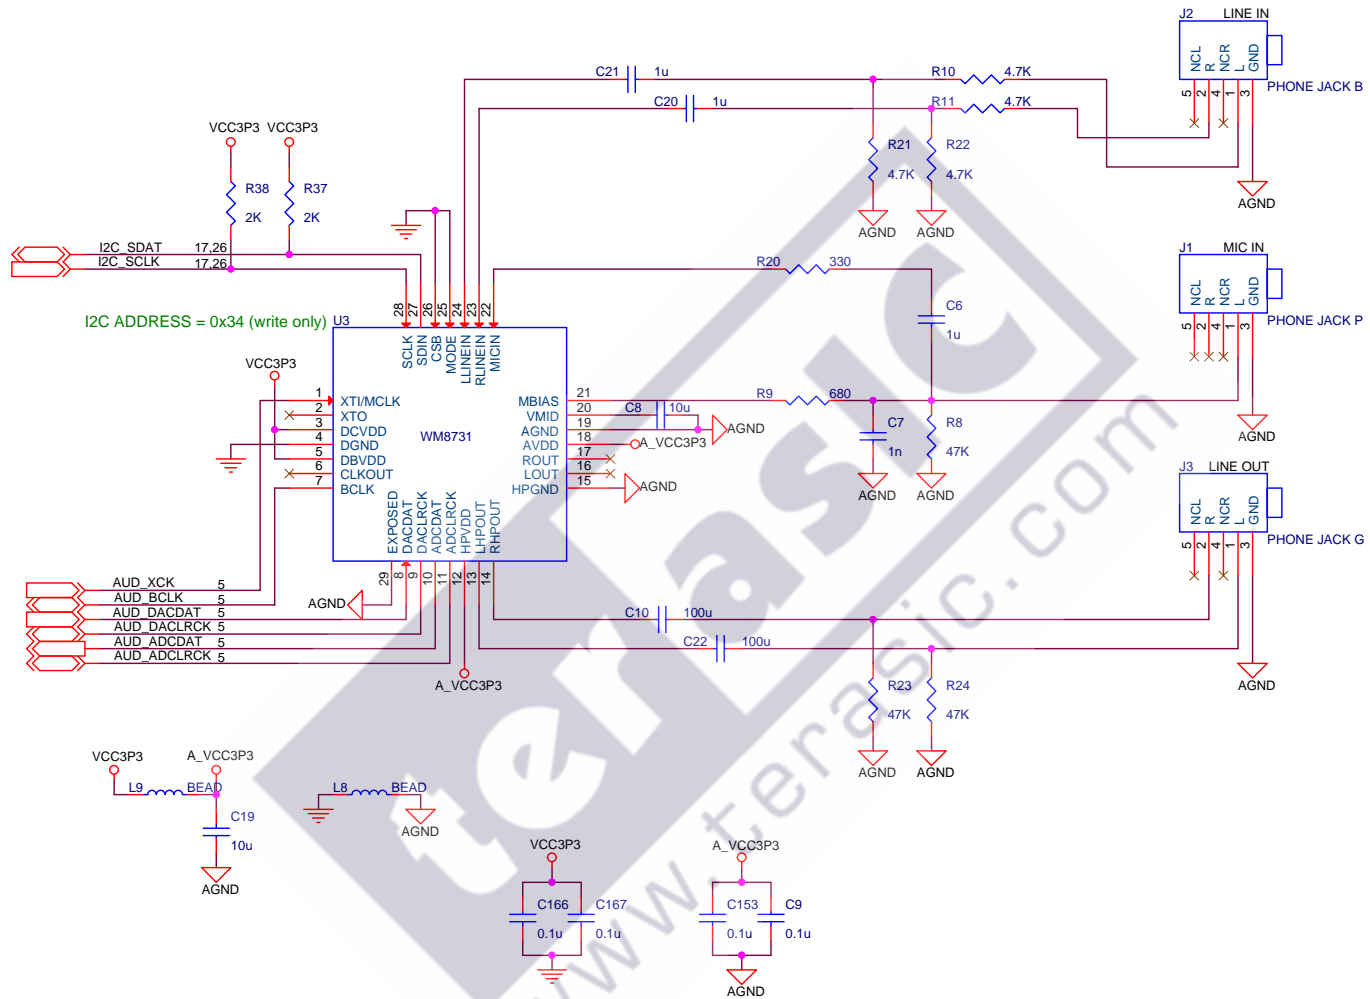 J2 LINE IN
NCL R NCR L GND
5 2 4 1 3
PHONE JACK B
C21 1u
R10 4.7K
C20 1u
R11 4.7K
R21 4.7K
R22 4.7K
AGND
AGND
AGND
VCC3P3 VCC3P3
R38 2K
R37 2K
I2C_SDAT 17,26
I2C_SCLK 17,26
J1 MIC IN
NCL R NCR L GND
5 2 4 1 3
PHONE JACK P
R20 330
C6 1u
I2C ADDRESS = 0x34 (write only)
U3
28 27 26 25 24 23 22
SCLK SDIN CSB MODE LLINEIN RLINEIN MICIN
VCC3P3
1 XTI/MCLK
2 XTO
3 DCVDD
4 DGND
5 DBVDD
6 CLKOUT
7 BCLK
WM8731
MBIAS 21
VMID 20
AGND 19
AVDD 18
ROUT 17
LOUT 16
HPGND 15
EXPOSED DACDAT DACLRCK ADCDAT ADCLRCK HPVDD LHPOUT RHPOUT
29 8 9 10 11 12 13 14
R9 680
C8 10u
AGND
A_VCC3P3
AGND
C7 1n
R8 47K
AGND
AGND
AGND
J3 LINE OUT
NCL R NCR L GND
5 2 4 1 3
PHONE JACK G
AUD_XCK 5
AUD_BCLK 5
AUD_DACDAT 5
AUD_DACLRCK 5
AUD_ADCDAT 5
AUD_ADCLRCK 5
AGND
A_VCC3P3
C10 100u
C22 100u
R23 47K
R24 47K
AGND
AGND
AGND
VCC3P3 A_VCC3P3
L9 BEAD
C19 10u
AGND
L8 BEAD
AGND
VCC3P3
C166 0.1u
C167 0.1u
A_VCC3P3
C153 0.1u
C9 0.1u
AGND
terasic
www.terasic.com